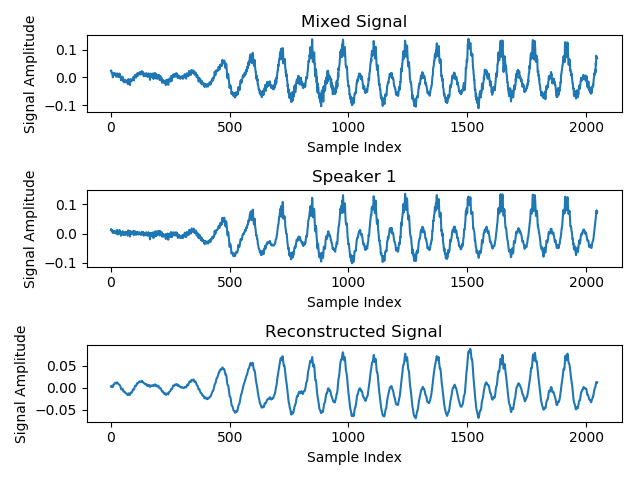 Mixed Signal
Signal Amplitude
0.1
0.0
−0.1
0 500 1000 1500 2000
Sample Index
Speaker 1
Signal Amplitude
0.1
0.0
−0.1
0 500 1000 1500 2000
Sample Index
Reconstructed Signal
Signal Amplitude
0.05
0.00
−0.05
0 500 1000 1500 2000
Sample Index